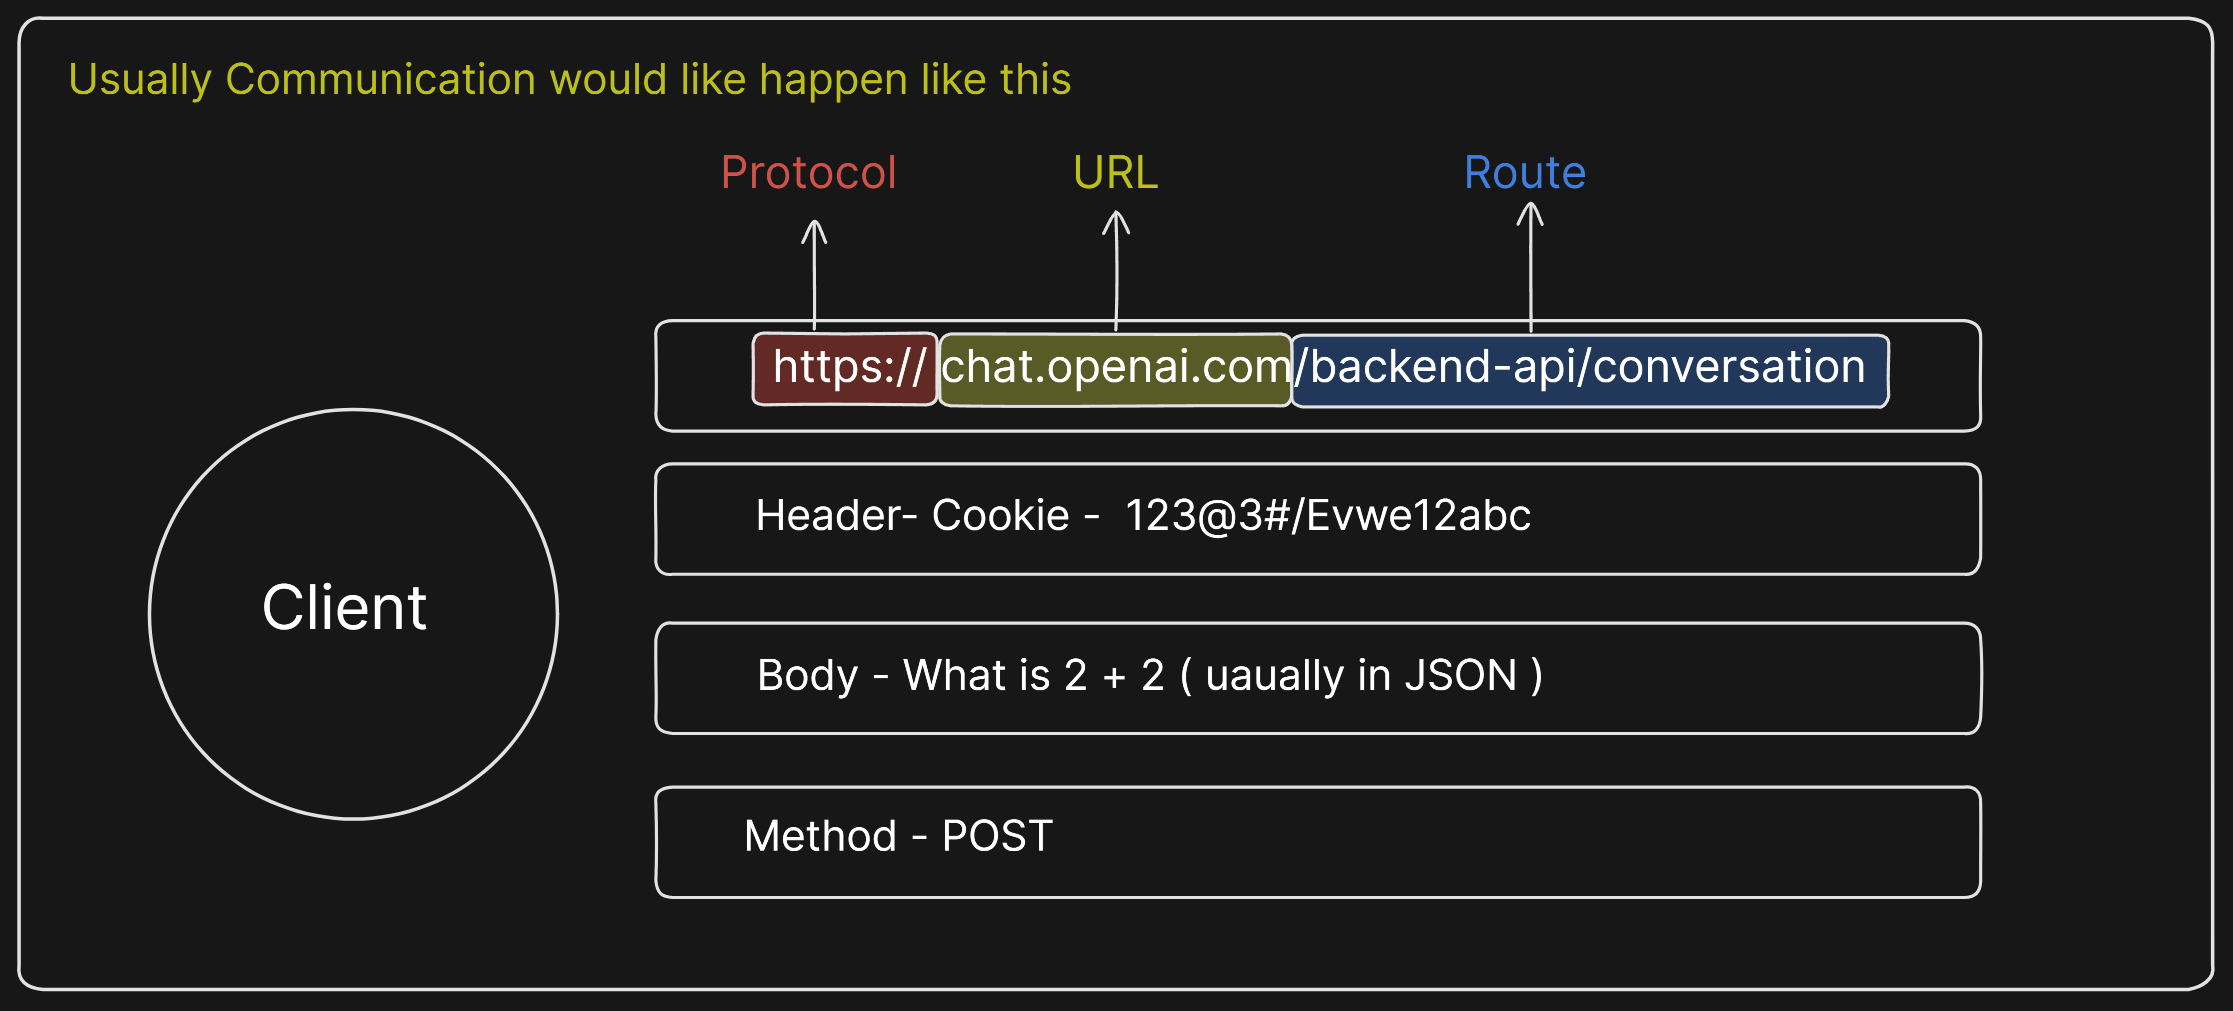 Usually Communication would like happen like this
Protocol URL Route
https:// chat.openai.com/backend-api/conversation
Header- Cookie - 123@3#/Evwe12abc
Client
Body - What is 2 + 2 ( uaually in JSON )
Method - POST